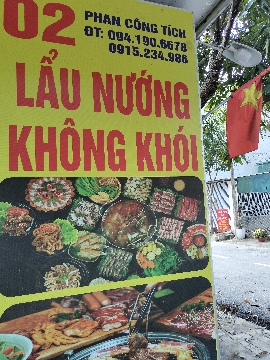 02
PHAN CÔNG TÍCH
ĐT: 094.190.6678
0915.234.986
LẨU NƯỚNG
KHÔNG KHÓI